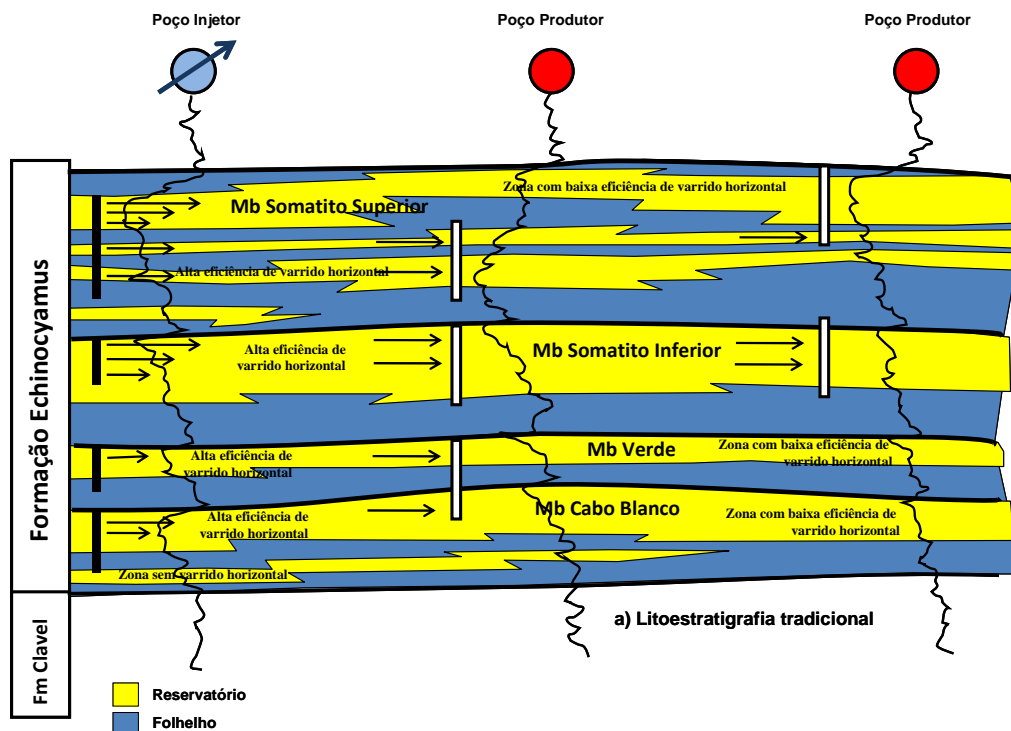 Poço Injetor
Poço Produtor
Poço Produtor
Formação Echinocyamus
Fm Clavel
Zona com baixa eficiência de varrido horizontal
Mb Somatito Superior
Alta eficiência de varrido horizontal
Alta eficiência de
varrido horizontal
Mb Somatito Inferior
Alta eficiência de
varrido horizontal
Mb Verde
Zona com baixa eficiência de
varrido horizontal
Alta eficiência de
varrido horizontal
Mb Cabo Blanco
Zona com baixa eficiência de
varrido horizontal
Zona sem varrido horizontal
a) Litoestratigrafia tradicional
Reservatório
Folhelho